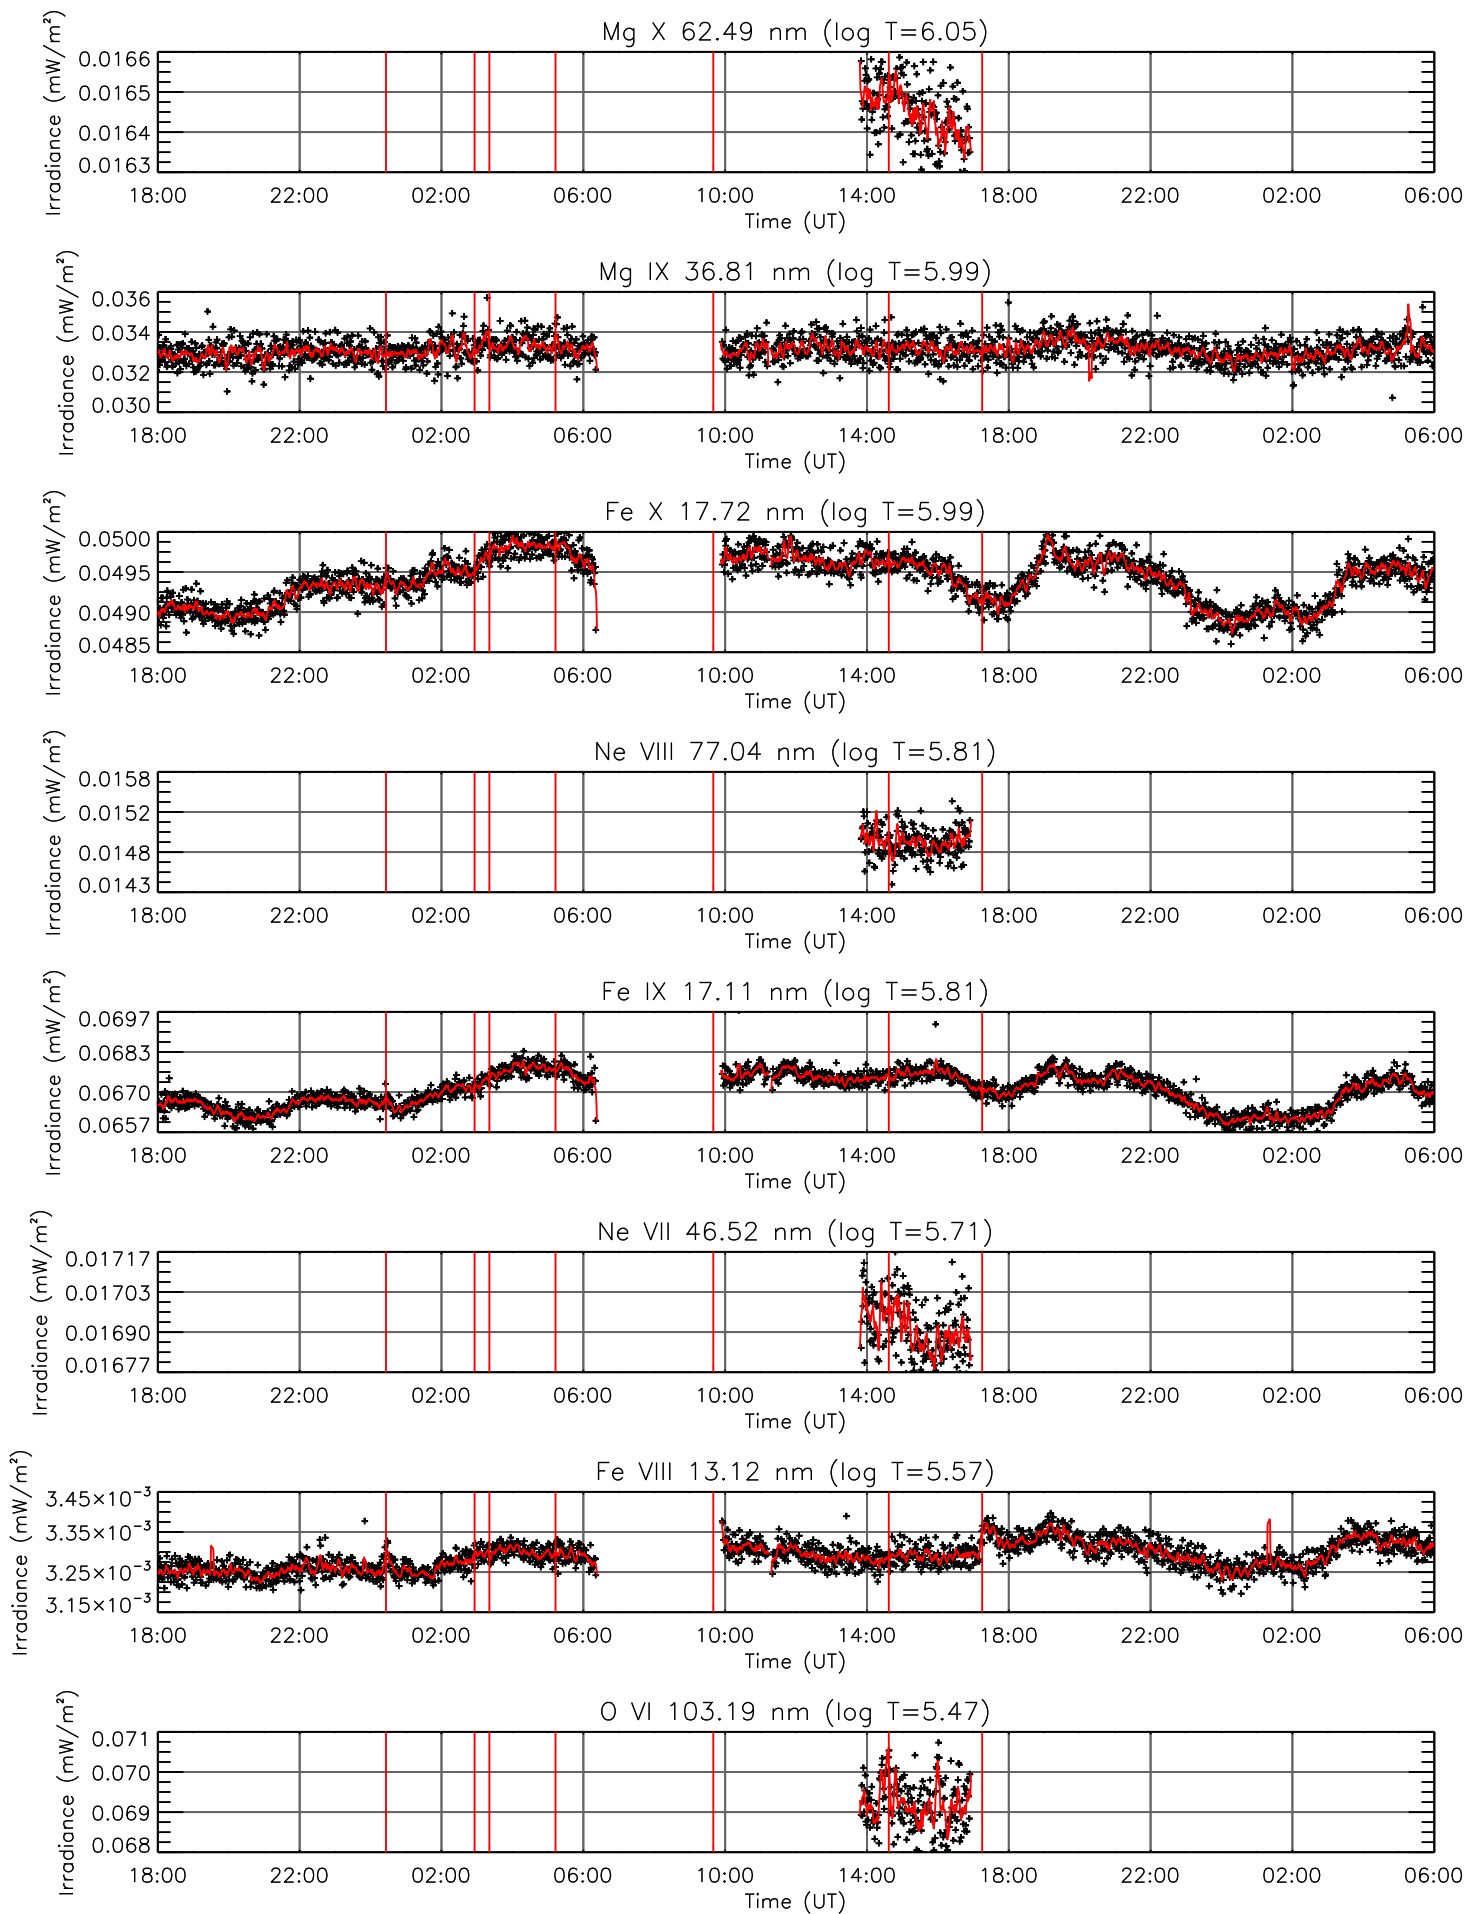 Mg X 62.49 nm (log T=6.05)
Irradiance (mW/m²)
0.0166
0.0165
0.0164
0.0163
18:00 22:00 02:00 06:00 10:00 14:00 18:00 22:00 02:00 06:00
Time (UT)
Mg IX 36.81 nm (log T=5.99)
Irradiance (mW/m²)
0.036
0.034
0.032
0.030
18:00 22:00 02:00 06:00 10:00 14:00 18:00 22:00 02:00 06:00
Time (UT)
Fe X 17.72 nm (log T=5.99)
Irradiance (mW/m²)
0.0500
0.0495
0.0490
0.0485
18:00 22:00 02:00 06:00 10:00 14:00 18:00 22:00 02:00 06:00
Time (UT)
Ne VIII 77.04 nm (log T=5.81)
Irradiance (mW/m²)
0.0158
0.0152
0.0148
0.0143
18:00 22:00 02:00 06:00 10:00 14:00 18:00 22:00 02:00 06:00
Time (UT)
Fe IX 17.11 nm (log T=5.81)
Irradiance (mW/m²)
0.0697
0.0683
0.0670
0.0657
18:00 22:00 02:00 06:00 10:00 14:00 18:00 22:00 02:00 06:00
Time (UT)
Ne VII 46.52 nm (log T=5.71)
Irradiance (mW/m²)
0.01717
0.01703
0.01690
0.01677
18:00 22:00 02:00 06:00 10:00 14:00 18:00 22:00 02:00 06:00
Time (UT)
Fe VIII 13.12 nm (log T=5.57)
Irradiance (mW/m²)
3.45×10⁻³
3.35×10⁻³
3.25×10⁻³
3.15×10⁻³
18:00 22:00 02:00 06:00 10:00 14:00 18:00 22:00 02:00 06:00
Time (UT)
O VI 103.19 nm (log T=5.47)
Irradiance (mW/m²)
0.071
0.070
0.069
0.068
18:00 22:00 02:00 06:00 10:00 14:00 18:00 22:00 02:00 06:00
Time (UT)